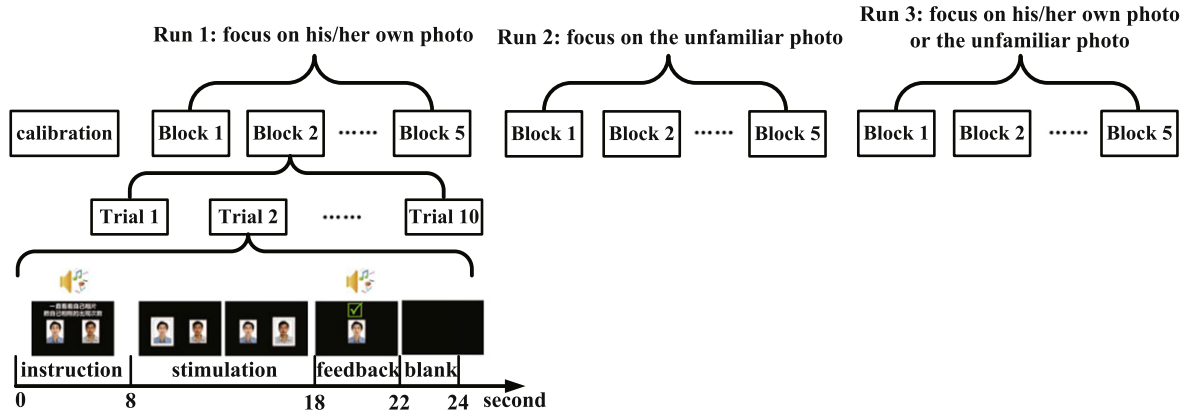 Run 1: focus on his/her own photo
Run 2: focus on the unfamiliar photo
Run 3: focus on his/her own photo
or the unfamiliar photo
calibration
Block 1
Block 2
······
Block 5
Block 1
Block 2
······
Block 5
Block 1
Block 2
······
Block 5
Trial 1
Trial 2
······
Trial 10
instruction
stimulation
feedback
blank
0
8
18
22
24
second